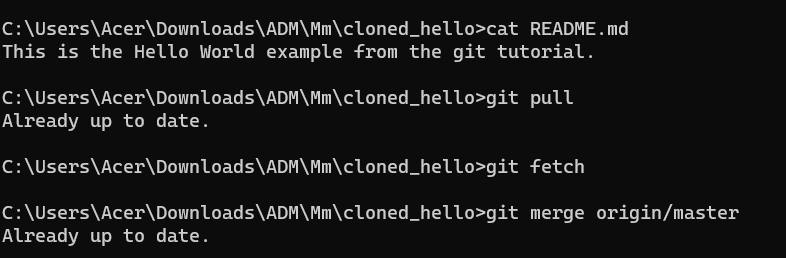 C:\Users\Acer\Downloads\ADM\Mm\cloned_hello>cat README.md
This is the Hello World example from the git tutorial.
C:\Users\Acer\Downloads\ADM\Mm\cloned_hello>git pull
Already up to date.
C:\Users\Acer\Downloads\ADM\Mm\cloned_hello>git fetch
C:\Users\Acer\Downloads\ADM\Mm\cloned_hello>git merge origin/master
Already up to date.